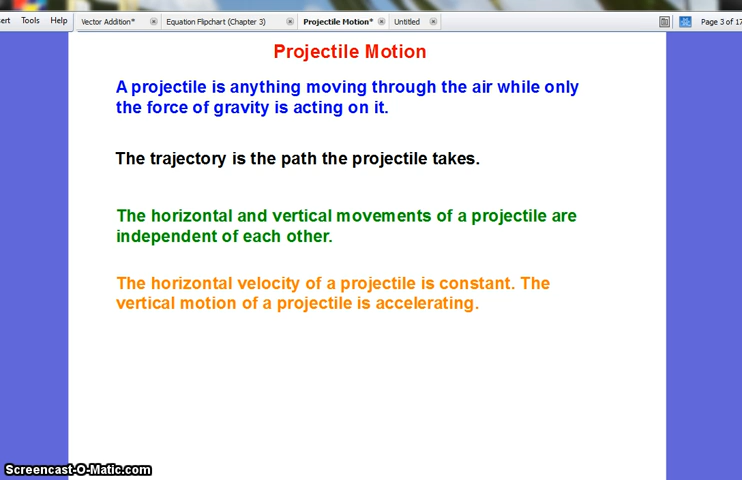 ert Tools Help Vector Addition* Equation Flipchart (Chapter 3) Projectile Motion* Untitled Page 3 of 17
Projectile Motion
A projectile is anything moving through the air while only
the force of gravity is acting on it.
The trajectory is the path the projectile takes.
The horizontal and vertical movements of a projectile are
independent of each other.
The horizontal velocity of a projectile is constant. The
vertical motion of a projectile is accelerating.
Screencast-O-Matic.com